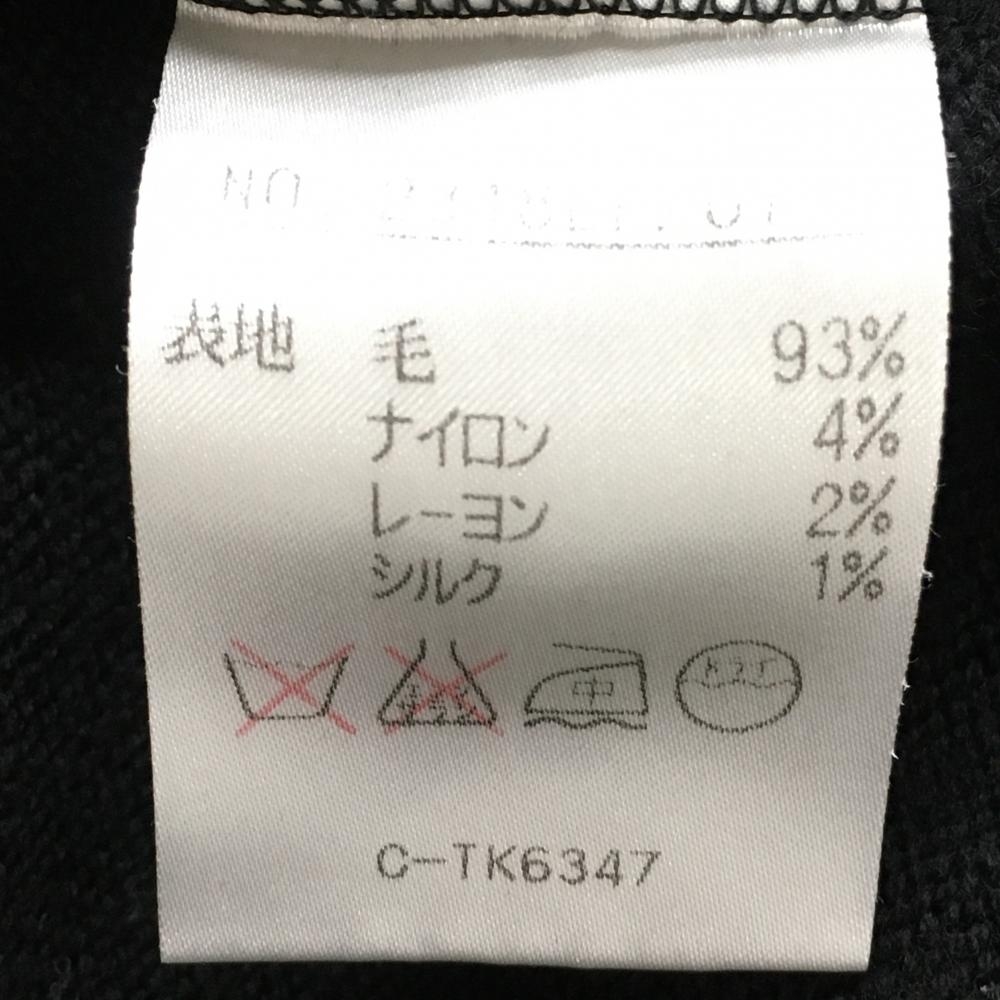 NO.
表地 毛 93%
ナイロン 4%
レーヨン 2%
シルク 1%
中 ドライ
C-TK6347